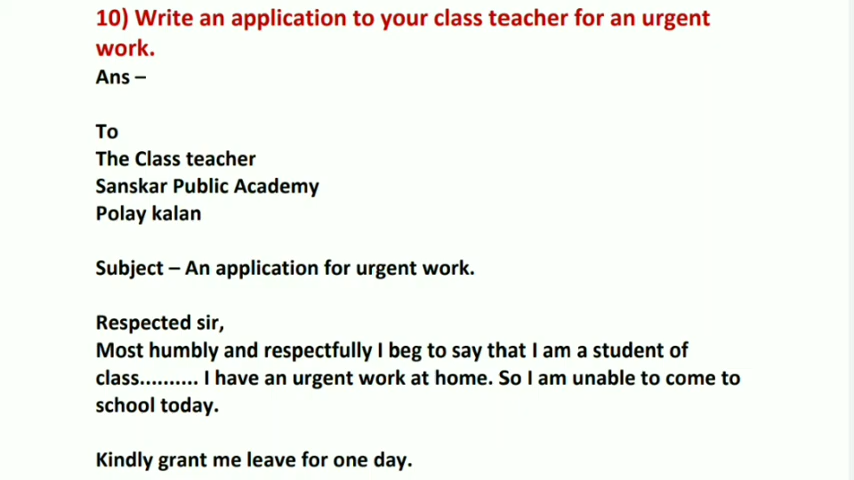 10) Write an application to your class teacher for an urgent
work.
Ans –
To
The Class teacher
Sanskar Public Academy
Polay kalan
Subject – An application for urgent work.
Respected sir,
Most humbly and respectfully I beg to say that I am a student of
class.......... I have an urgent work at home. So I am unable to come to
school today.
Kindly grant me leave for one day.